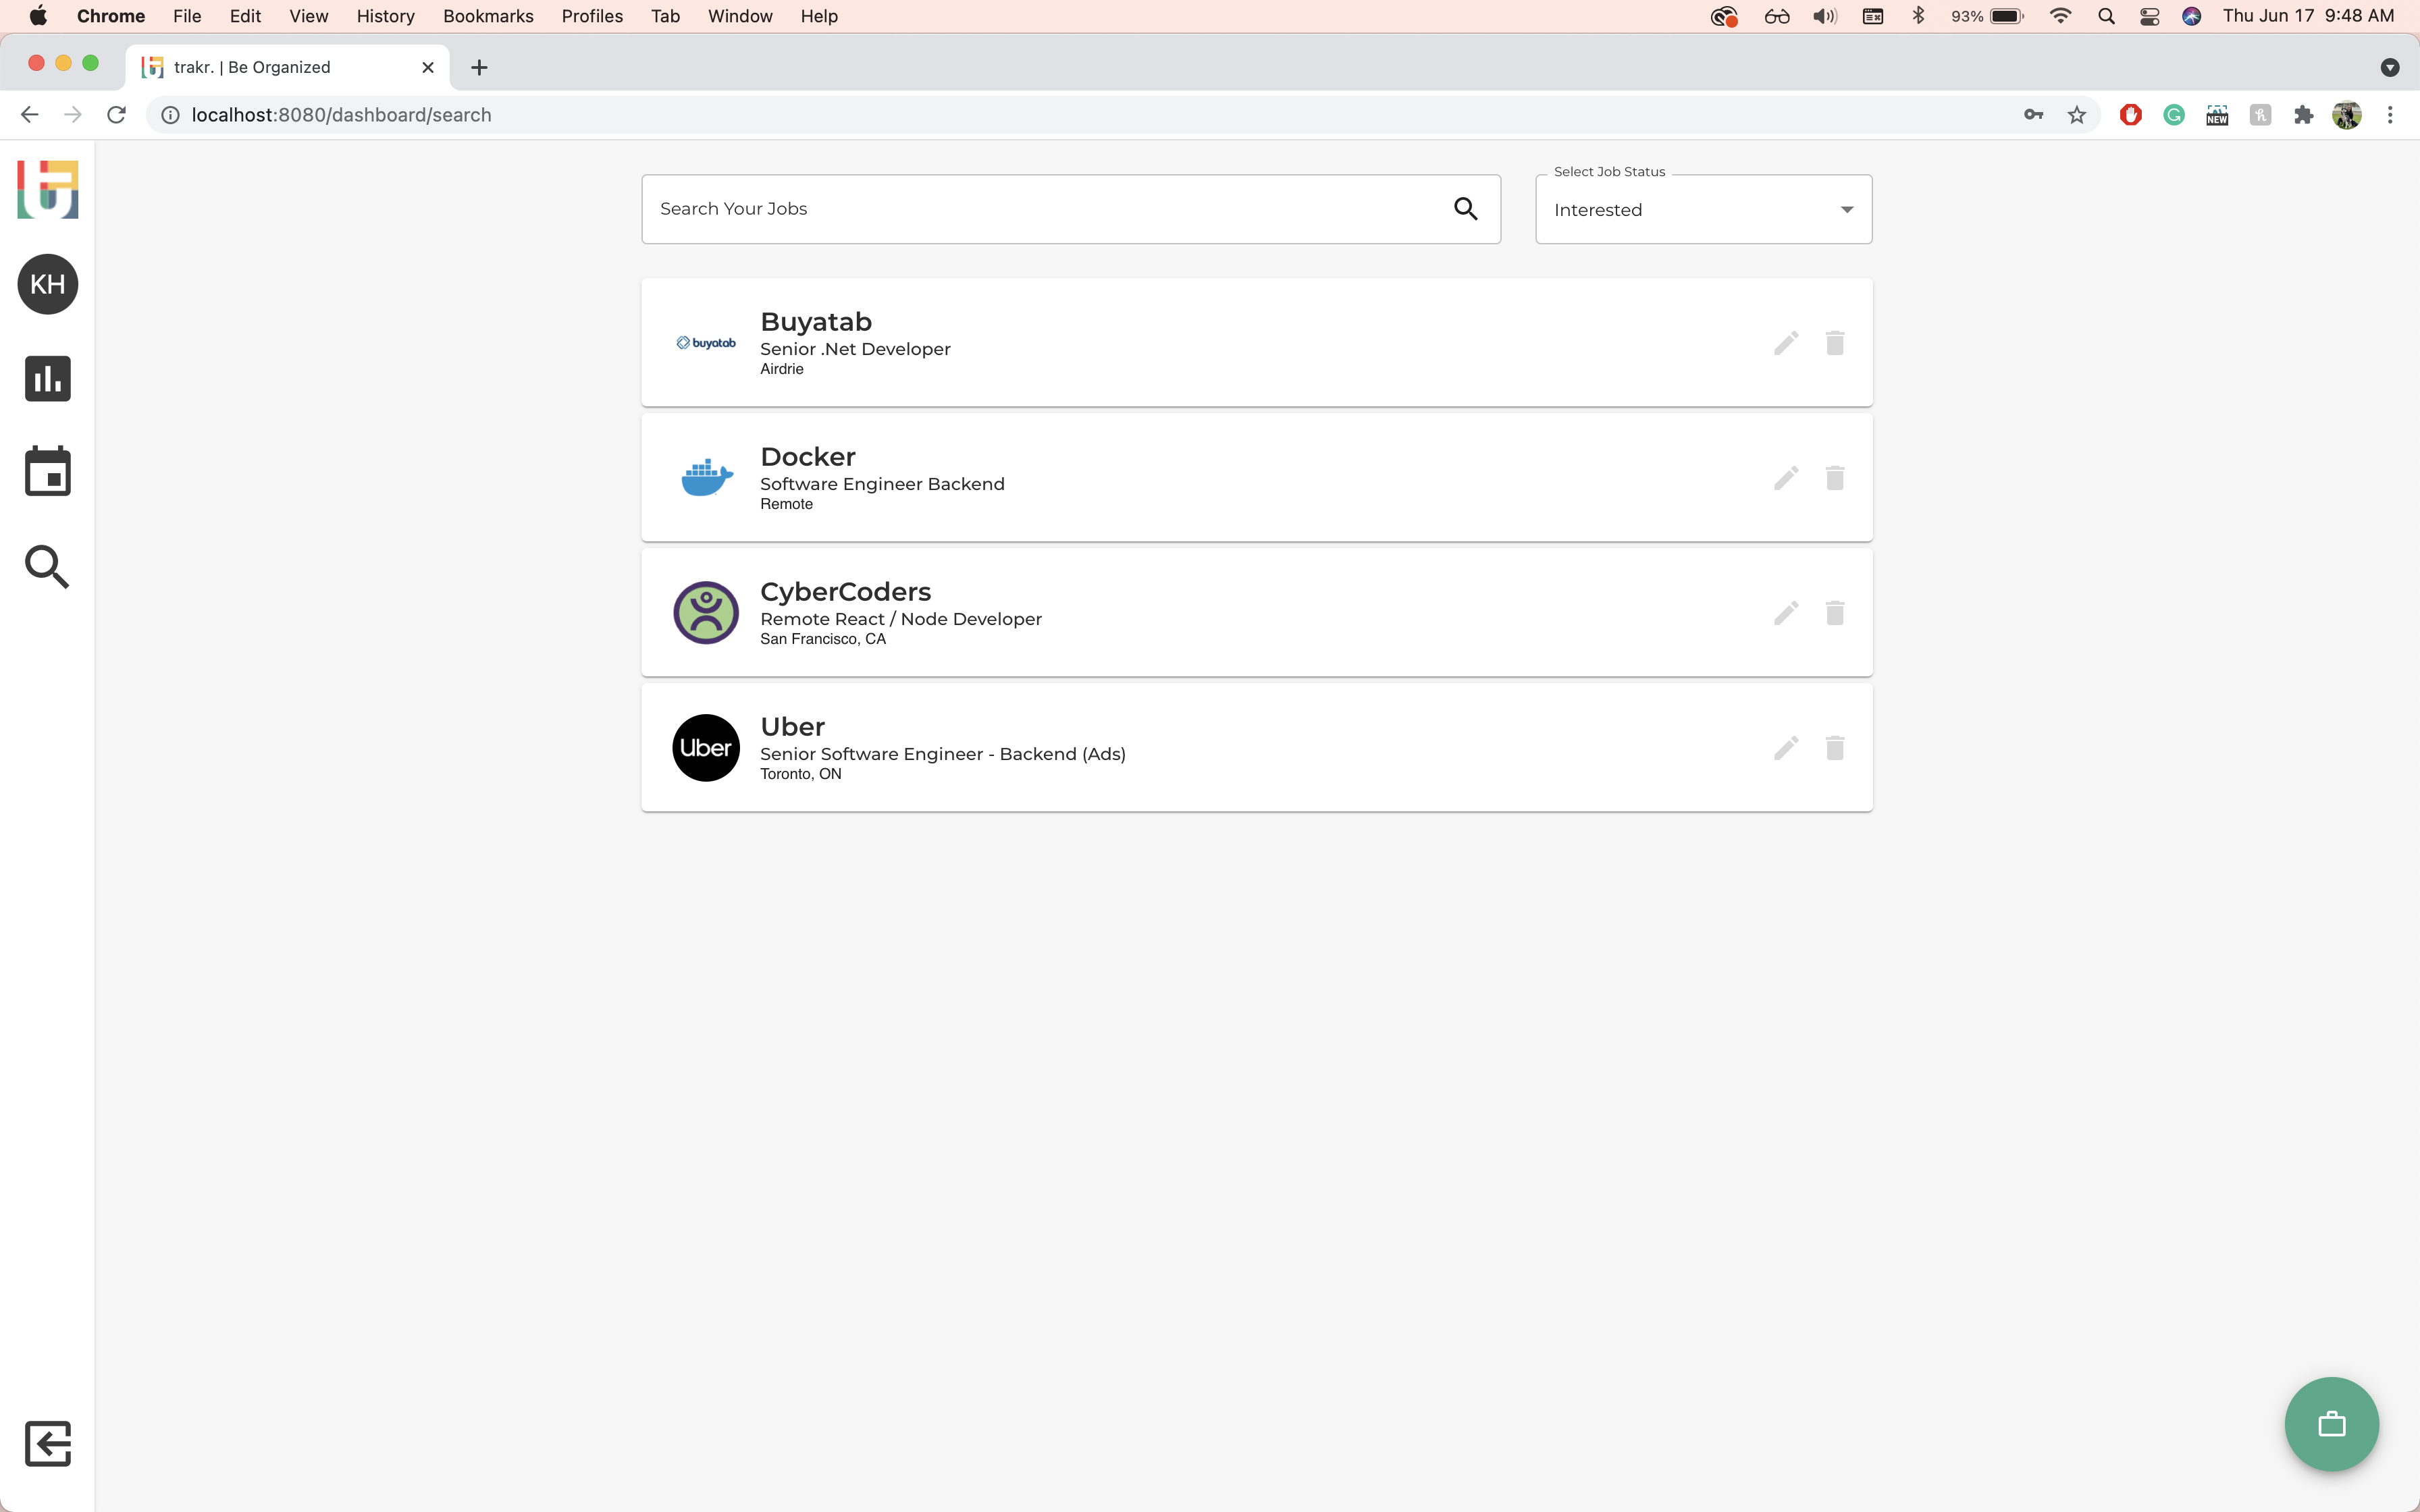 Chrome File Edit View History Bookmarks Profiles Tab Window Help 93% Thu Jun 17 9:48 AM
trakr. | Be Organized
localhost:8080/dashboard/search
NEW
Select Job Status
Search Your Jobs
Interested
KH
Buyatab
buyatab
Senior .Net Developer
Airdrie
Docker
Software Engineer Backend
Remote
CyberCoders
Remote React / Node Developer
San Francisco, CA
Uber
Uber
Senior Software Engineer - Backend (Ads)
Toronto, ON